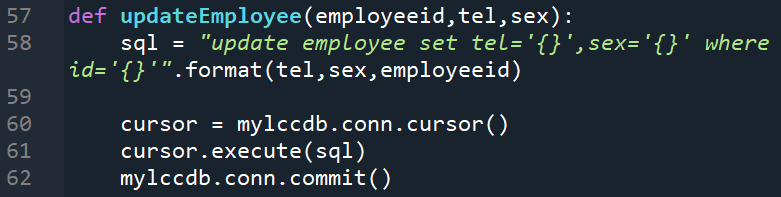 57 def updateEmployee(employeeid,tel,sex):
58     sql = "update employee set tel='{}',sex='{}' where
id='{}'".format(tel,sex,employeeid)
59
60     cursor = mylccdb.conn.cursor()
61     cursor.execute(sql)
62     mylccdb.conn.commit()